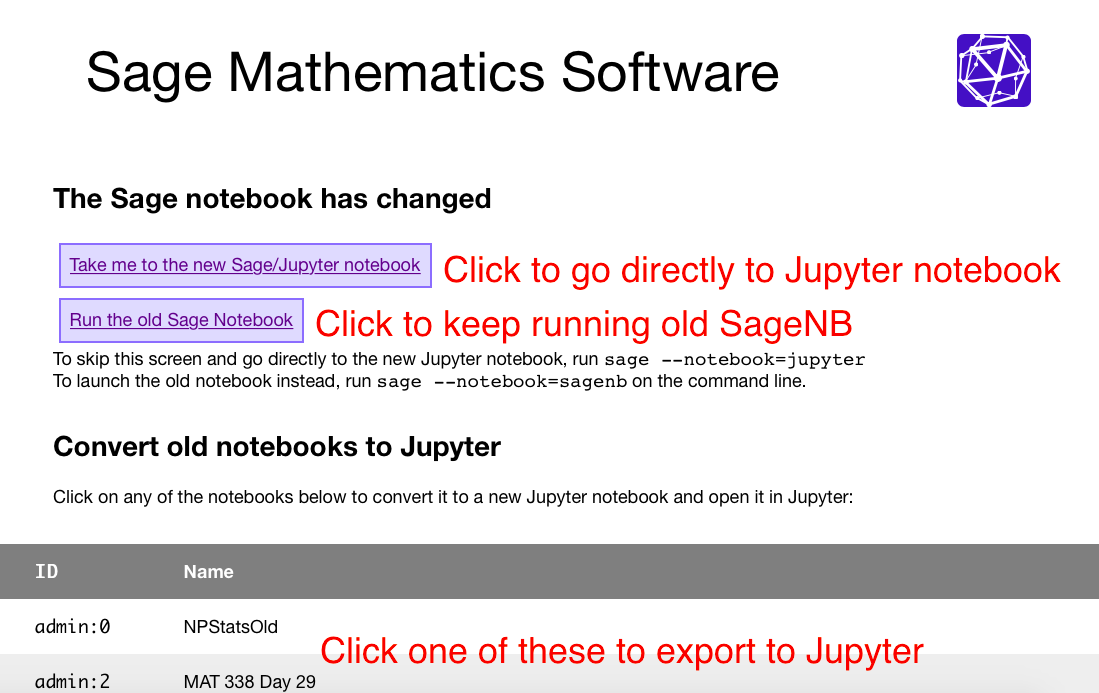 Sage Mathematics Software
The Sage notebook has changed
Take me to the new Sage/Jupyter notebook Click to go directly to Jupyter notebook
Run the old Sage Notebook Click to keep running old SageNB
To skip this screen and go directly to the new Jupyter notebook, run sage --notebook=jupyter
To launch the old notebook instead, run sage --notebook=sagenb on the command line.
Convert old notebooks to Jupyter
Click on any of the notebooks below to convert it to a new Jupyter notebook and open it in Jupyter:
ID Name
admin:0 NPStatsOld
Click one of these to export to Jupyter
admin:2 MAT 338 Day 29